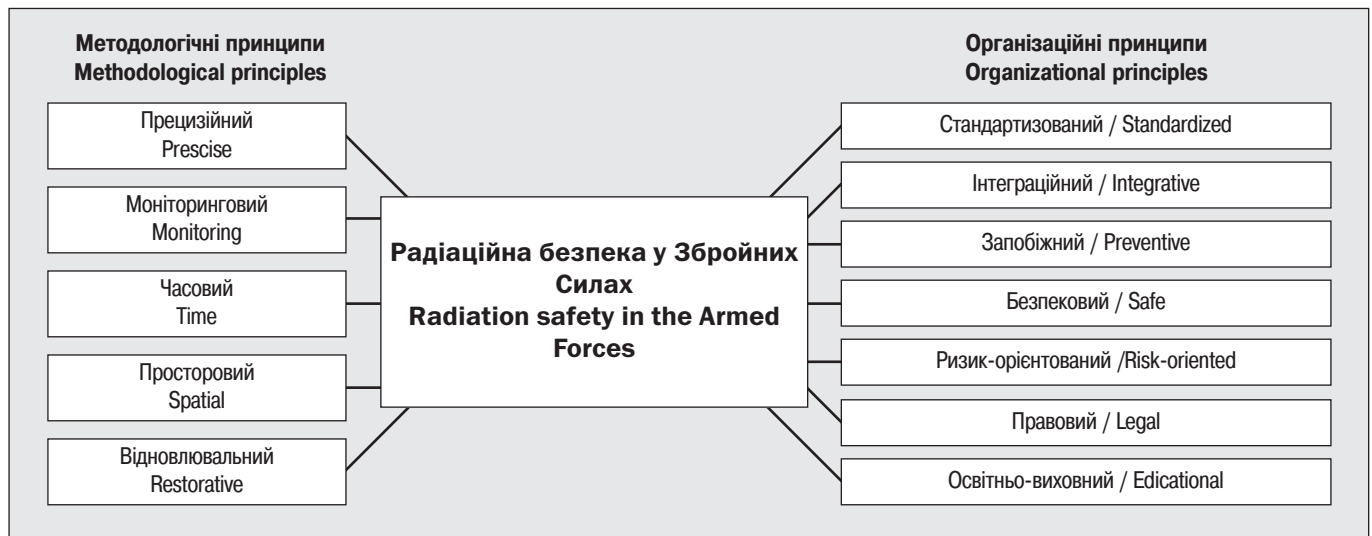 Методологічні принципи
Methodological principles
Прецизійний
Prescise
Моніторинговий
Monitoring
Часовий
Time
Просторовий
Spatial
Відновлювальний
Restorative
Радіаційна безпека у Збройних
Силах
Radiation safety in the Armed
Forces
Організаційні принципи
Organizational principles
Стандартизований / Standardized
Інтеграційний / Integrative
Запобіжний / Preventive
Безпековий / Safe
Ризик-орієнтований /Risk-oriented
Правовий / Legal
Освітньо-виховний / Edicational